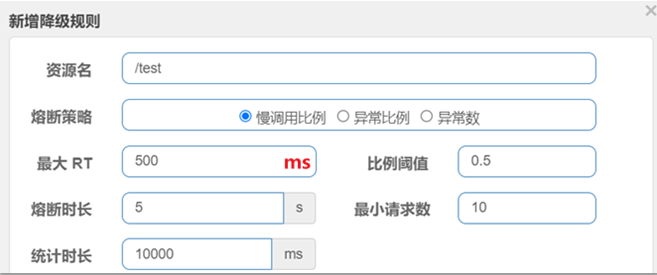 新增降级规则
×
资源名 /test
熔断策略 慢调用比例 异常比例 异常数
最大 RT 500 ms 比例阈值 0.5
熔断时长 5 s 最小请求数 10
统计时长 10000 ms